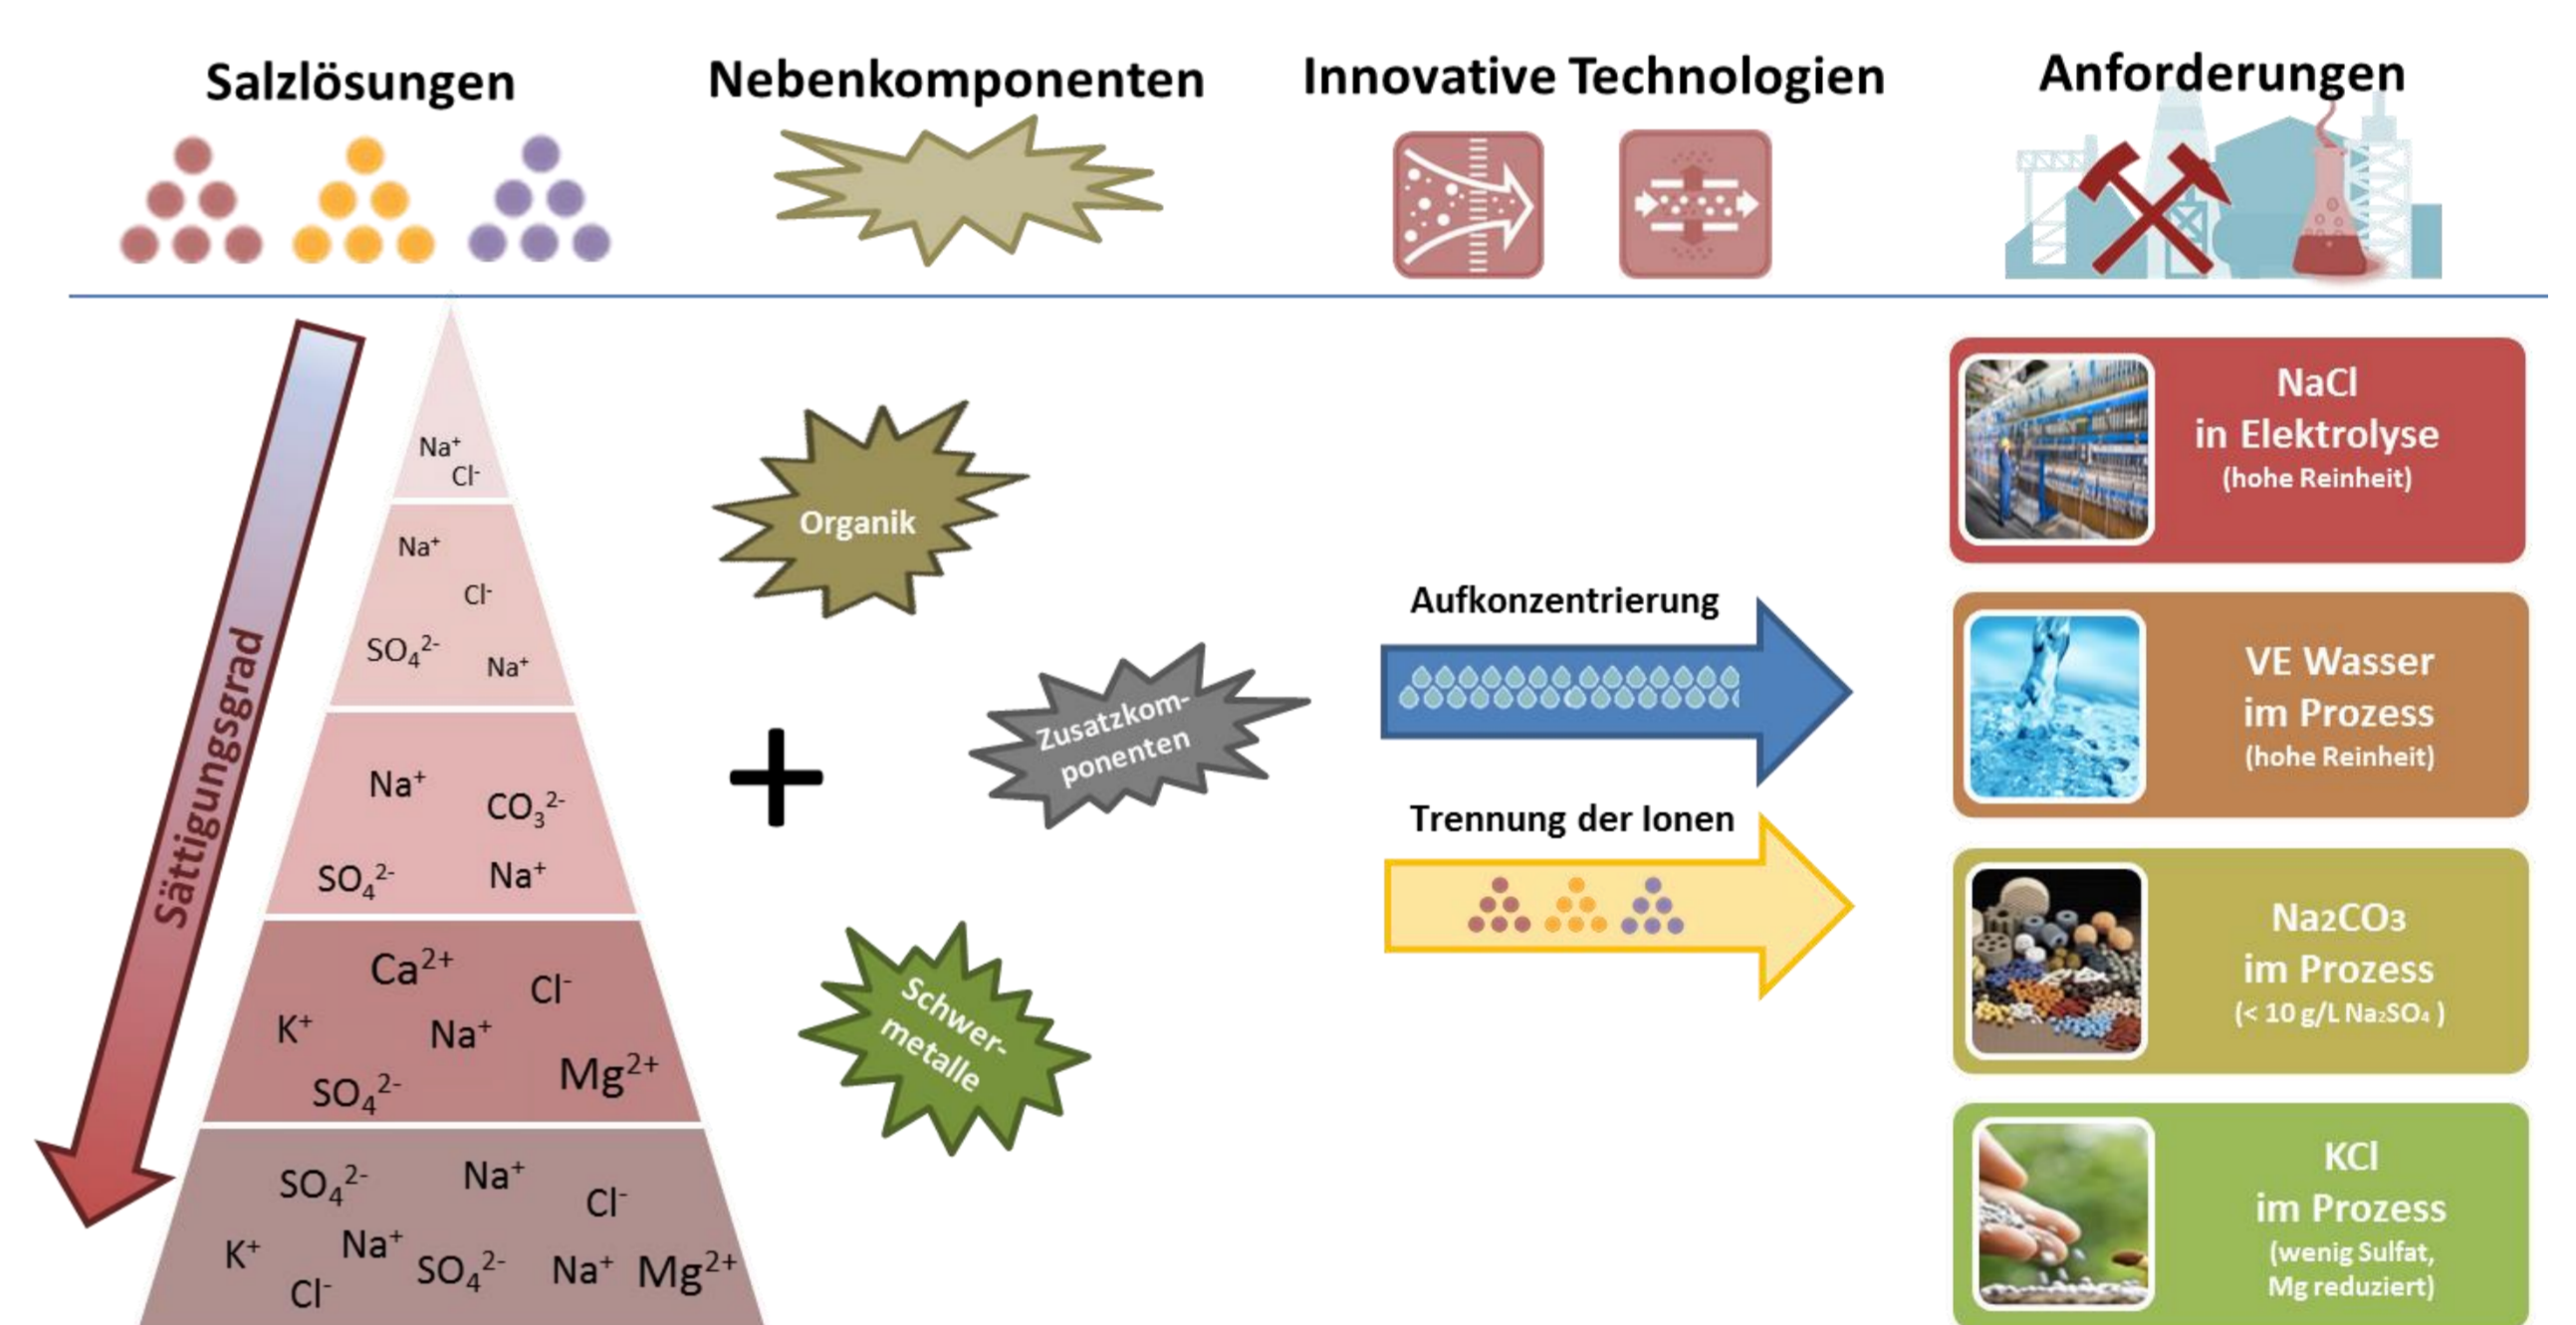 Salzlösungen
Nebenkomponenten
Innovative Technologien
Anforderungen
Sättigungsgrad
Na⁺
Cl⁻
Na⁺
Cl⁻
SO₄²⁻
Na⁺
Na⁺
CO₃²⁻
SO₄²⁻
Na⁺
Ca²⁺
Cl⁻
K⁺
Na⁺
Mg²⁺
SO₄²⁻
SO₄²⁻
Na⁺
Cl⁻
K⁺
Na⁺
SO₄²⁻
Na⁺
Mg²⁺
Cl⁻
+
Organik
Zusatzkom-
ponenten
Schwer-
metalle
Aufkonzentrierung
Trennung der Ionen
NaCl
in Elektrolyse
(hohe Reinheit)
VE Wasser
im Prozess
(hohe Reinheit)
Na2CO3
im Prozess
(< 10 g/L Na₂SO₄ )
KCl
im Prozess
(wenig Sulfat,
Mg reduziert)